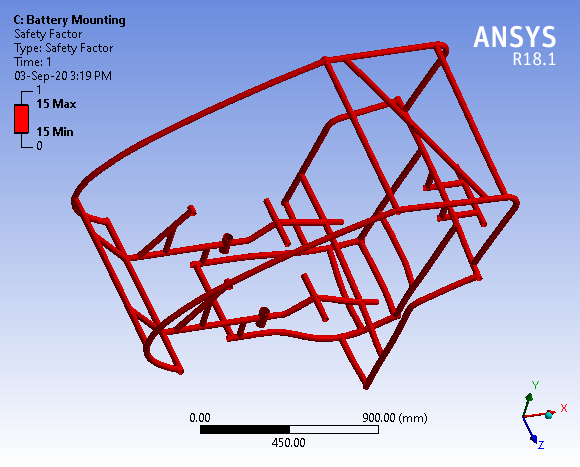 C: Battery Mounting
Safety Factor
Type: Safety Factor
Time: 1
03-Sep-20 3:19 PM
1
15 Max
15 Min
0
ANSYS
R18.1
0.00
900.00 (mm)
450.00
Y
X
Z